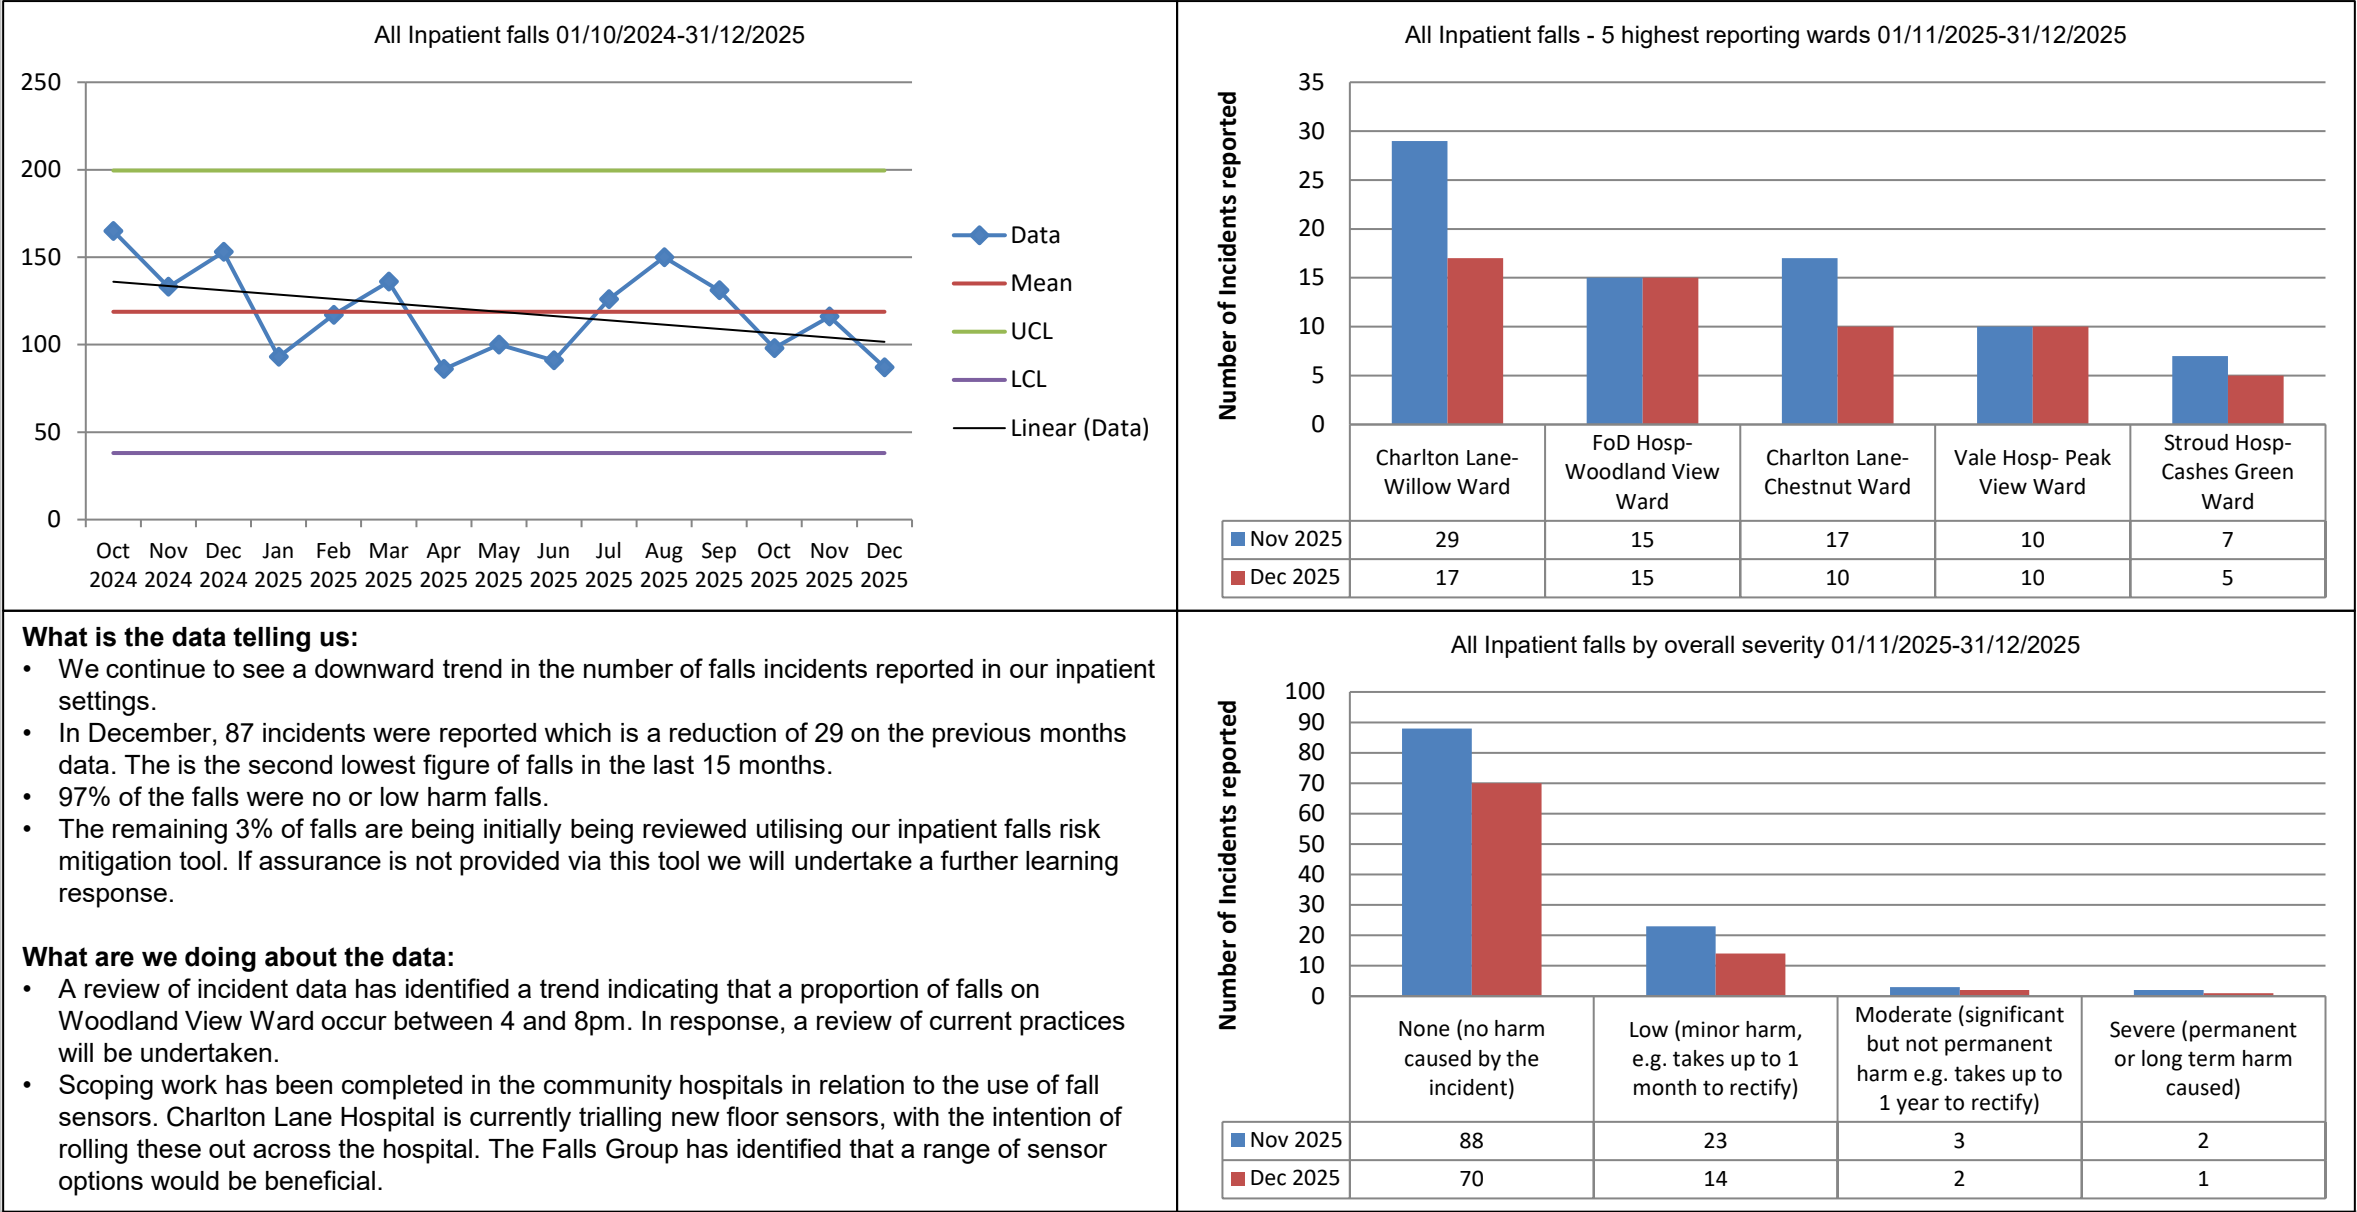 All Inpatient falls 01/10/2024-31/12/2025
250
200
150
100
50
0
Oct 2024
Nov 2024
Dec 2024
Jan 2025
Feb 2025
Mar 2025
Apr 2025
May 2025
Jun 2025
Jul 2025
Aug 2025
Sep 2025
Oct 2025
Nov 2025
Dec 2025
Data
Mean
UCL
LCL
Linear (Data)
All Inpatient falls - 5 highest reporting wards 01/11/2025-31/12/2025
Number of Incidents reported
35
30
25
20
15
10
5
0
Charlton Lane-
Willow Ward
FoD Hosp-
Woodland View
Ward
Charlton Lane-
Chestnut Ward
Vale Hosp- Peak
View Ward
Stroud Hosp-
Cashes Green
Ward
Nov 2025 29 15 17 10 7
Dec 2025 17 15 10 10 5
What is the data telling us:
• We continue to see a downward trend in the number of falls incidents reported in our inpatient
settings.
• In December, 87 incidents were reported which is a reduction of 29 on the previous months
data. The is the second lowest figure of falls in the last 15 months.
• 97% of the falls were no or low harm falls.
• The remaining 3% of falls are being initially being reviewed utilising our inpatient falls risk
mitigation tool. If assurance is not provided via this tool we will undertake a further learning
response.
What are we doing about the data:
• A review of incident data has identified a trend indicating that a proportion of falls on
Woodland View Ward occur between 4 and 8pm. In response, a review of current practices
will be undertaken.
• Scoping work has been completed in the community hospitals in relation to the use of fall
sensors. Charlton Lane Hospital is currently trialling new floor sensors, with the intention of
rolling these out across the hospital. The Falls Group has identified that a range of sensor
options would be beneficial.
All Inpatient falls by overall severity 01/11/2025-31/12/2025
Number of Incidents reported
100
90
80
70
60
50
40
30
20
10
0
None (no harm
caused by the
incident)
Low (minor harm,
e.g. takes up to 1
month to rectify)
Moderate (significant
but not permanent
harm e.g. takes up to
1 year to rectify)
Severe (permanent
or long term harm
caused)
Nov 2025 88 23 3 2
Dec 2025 70 14 2 1